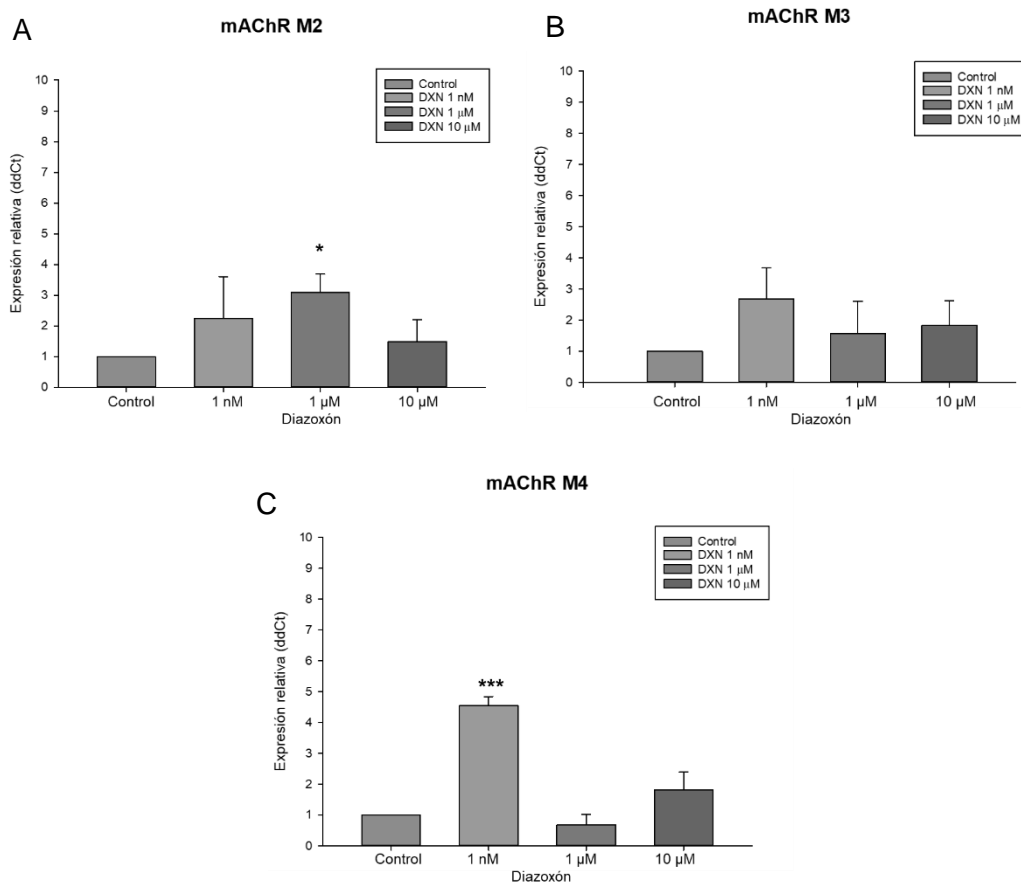 A
mAChR M2
Control
DXN 1 nM
DXN 1 μM
DXN 10 μM
Expresión relativa (ddCt)
10
9
8
7
6
5
4
3
2
1
0
*
Control
1 nM
1 μM
10 μM
Diazoxón
B
mAChR M3
Control
DXN 1 nM
DXN 1 μM
DXN 10 μM
Expresión relativa (ddCt)
10
9
8
7
6
5
4
3
2
1
0
Control
1 nM
1 μM
10 μM
Diazoxón
C
mAChR M4
Control
DXN 1 nM
DXN 1 μM
DXN 10 μM
Expresión relativa (ddCt)
10
9
8
7
6
5
4
3
2
1
0
***
Control
1 nM
1 μM
10 μM
Diazoxón